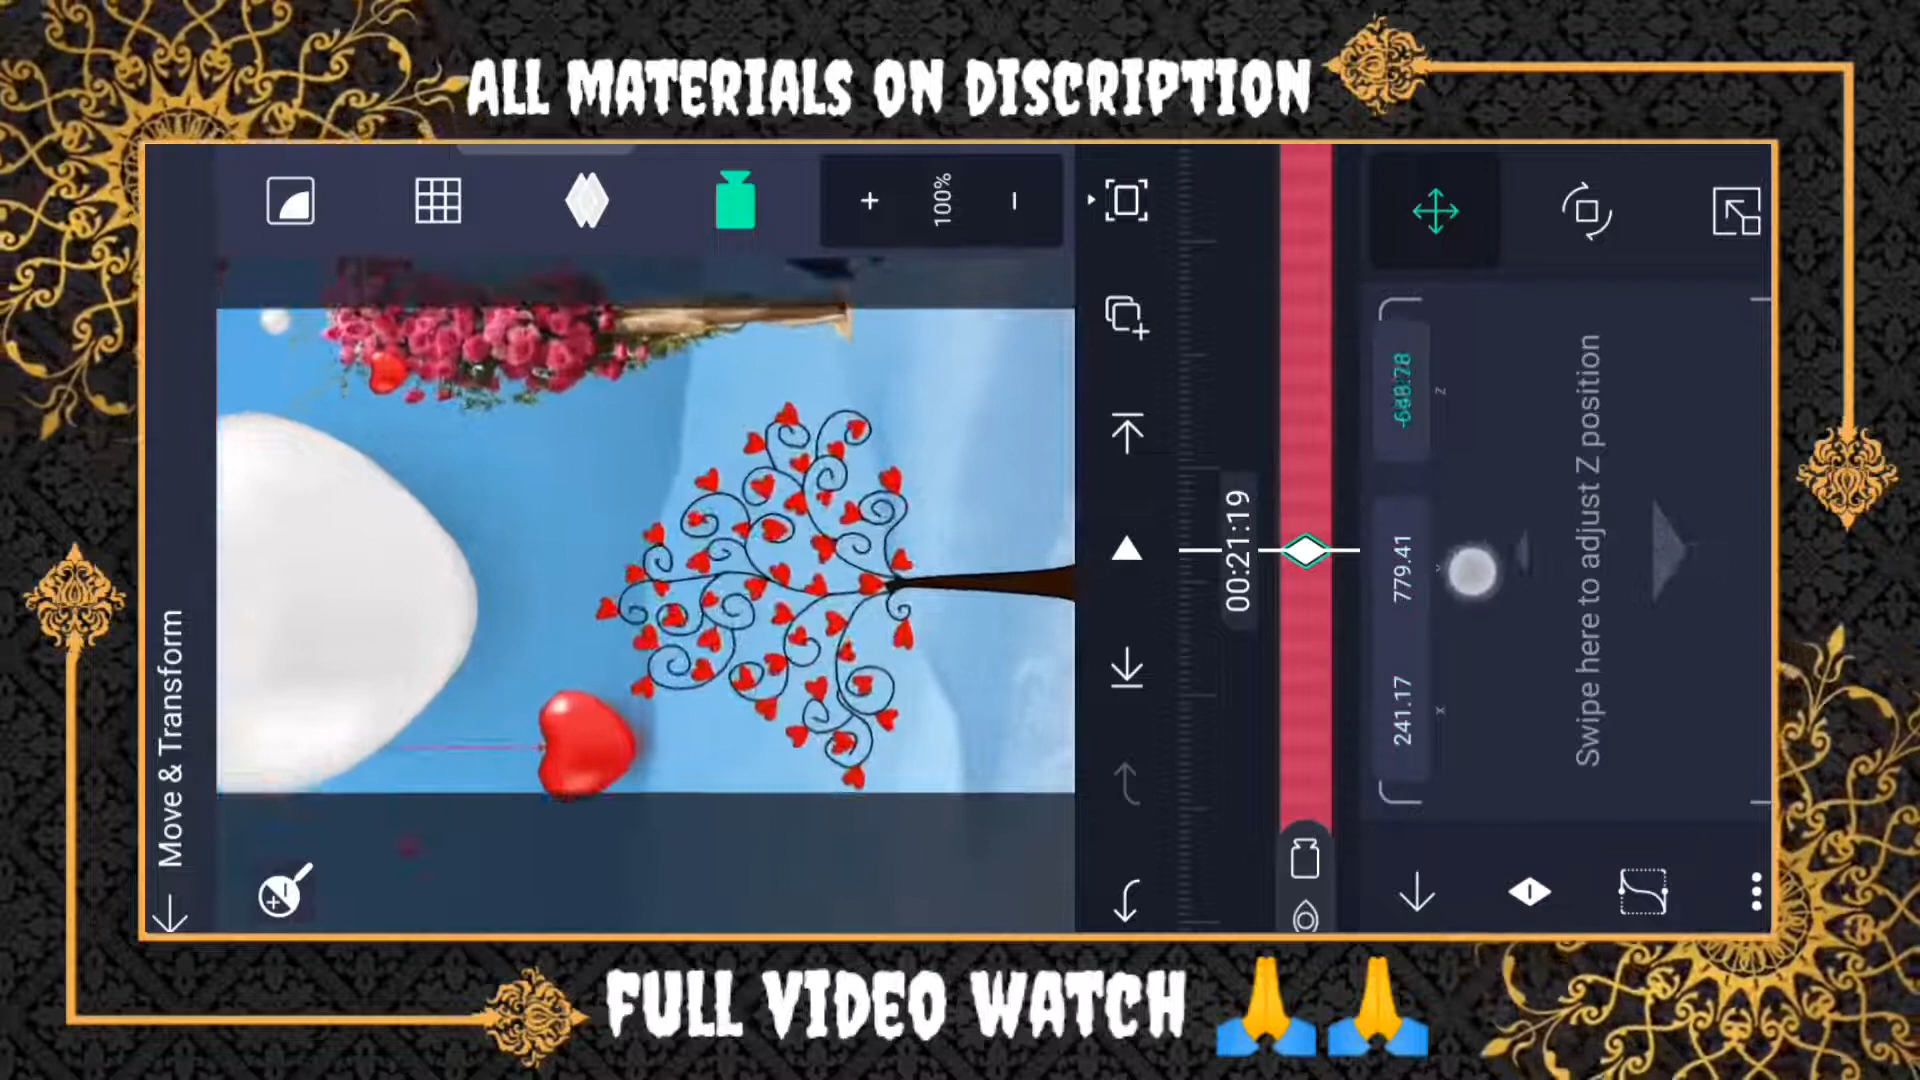 ALL MATERIALS ON DISCRIPTION
Move & Transform
+
100%
-
00:21:19
241.17
779.41
X
Z
Swipe here to adjust Z position
FULL VIDEO WATCH 🙏🙏